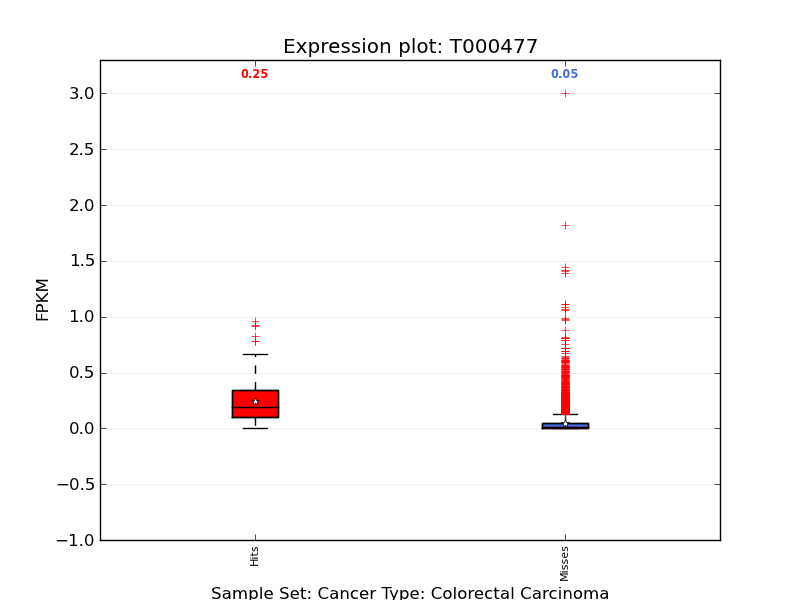 Expression plot: T000477
0.25
0.05
3.0
2.5
2.0
1.5
1.0
0.5
0.0
−0.5
−1.0
FPKM
Hits
Misses
Sample Set: Cancer Type: Colorectal Carcinoma